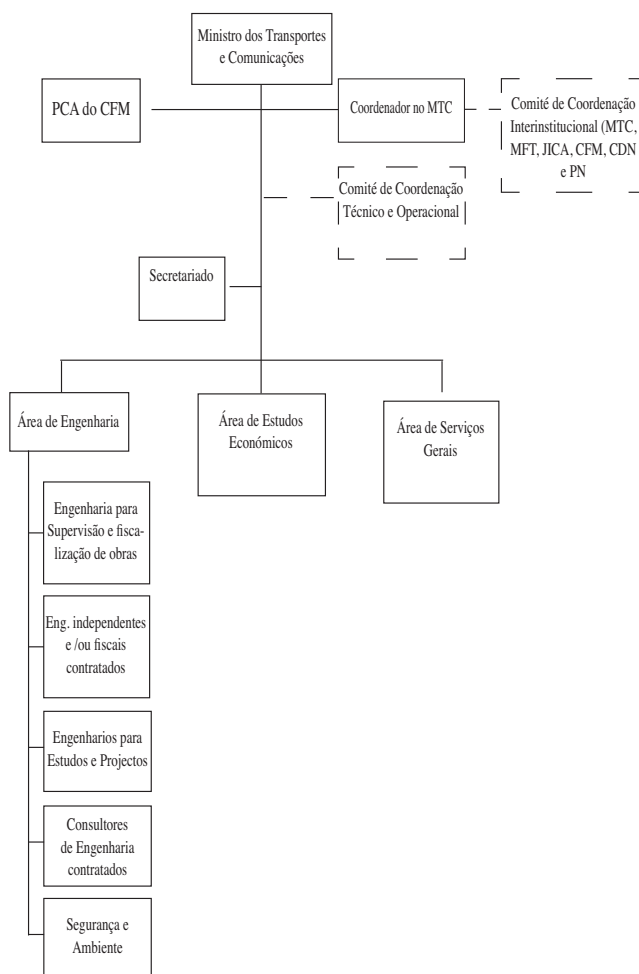 Ministro dos Transportes
e Comunicações
PCA do CFM
Coordenador no MTC
Comité de Coordenação
Interinstitucional (MTC,
MFT, JICA, CFM, CDN
e PN
Comité de Coordenação
Técnico e Operacional
Secretariado
Área de Engenharia
Área de Estudos
Económicos
Área de Serviços
Gerais
Engenharia para
Supervisão e fisca-
lização de obras
Eng. independentes
e /ou fiscais
contratados
Engenharios para
Estudos e Projectos
Consultores
de Engenharia
contratados
Segurança e
Ambiente